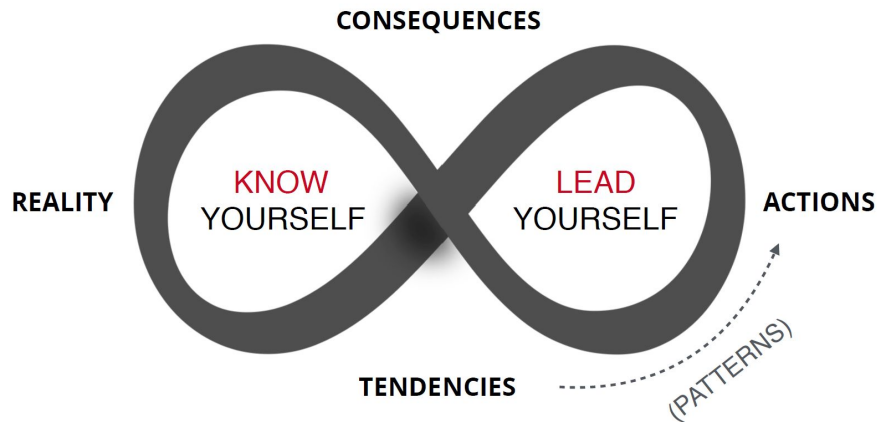 CONSEQUENCES
KNOW
YOURSELF
LEAD
YOURSELF
REALITY
ACTIONS
TENDENCIES
(PATTERNS)